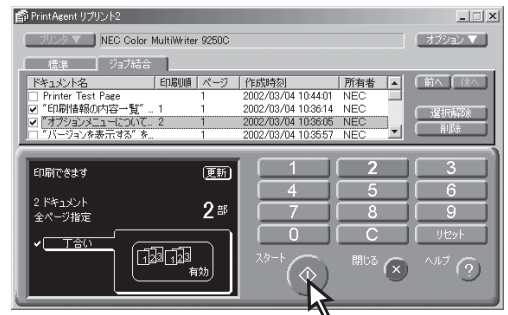 PrintAgent リプリント2
プリンタ▼ NEC Color MultiWriter 9250C オプション▼
標準 ジョブ結合
ドキュメント名 印刷順 ページ 作成時刻 所有者 前へ 後へ
Printer Test Page 1 2002/03/04 10:44:01 NEC
"印刷情報の内容一覧" ... 1 1 2002/03/04 10:36:14 NEC 選択解除
"オプションメニューについて... 2 1 2002/03/04 10:36:05 NEC 削除
"バージョンを表示する" を... 1 2002/03/04 10:35:57 NEC
印刷できます 更新
2 ドキュメント
全ページ指定 2部
丁合い
123 123
有効
1 2 3
4 5 6
7 8 9
0 C リセット
スタート 閉じる × ヘルプ ?